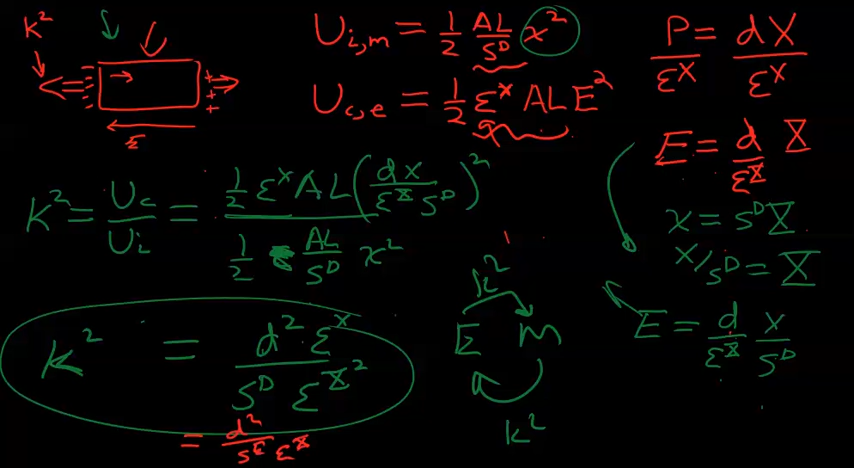 K²
E
U_{i,m} = 1/2 AL/S^D x²
U_{c,e} = 1/2 ε^x A L E²
P/ε^X = dX/ε^X
E = d/ε^X X
K² = U_c/U_i = (1/2 ε^x AL (dx/(ε^X S^D))²)/(1/2 AL/S^D x²)
x = S^D X
x/S^D = X
E = d/ε^X x/S^D
k²
E M
k²
k² = d² ε^x/(S^D ε^X²)
= d²/(S^E ε^X)